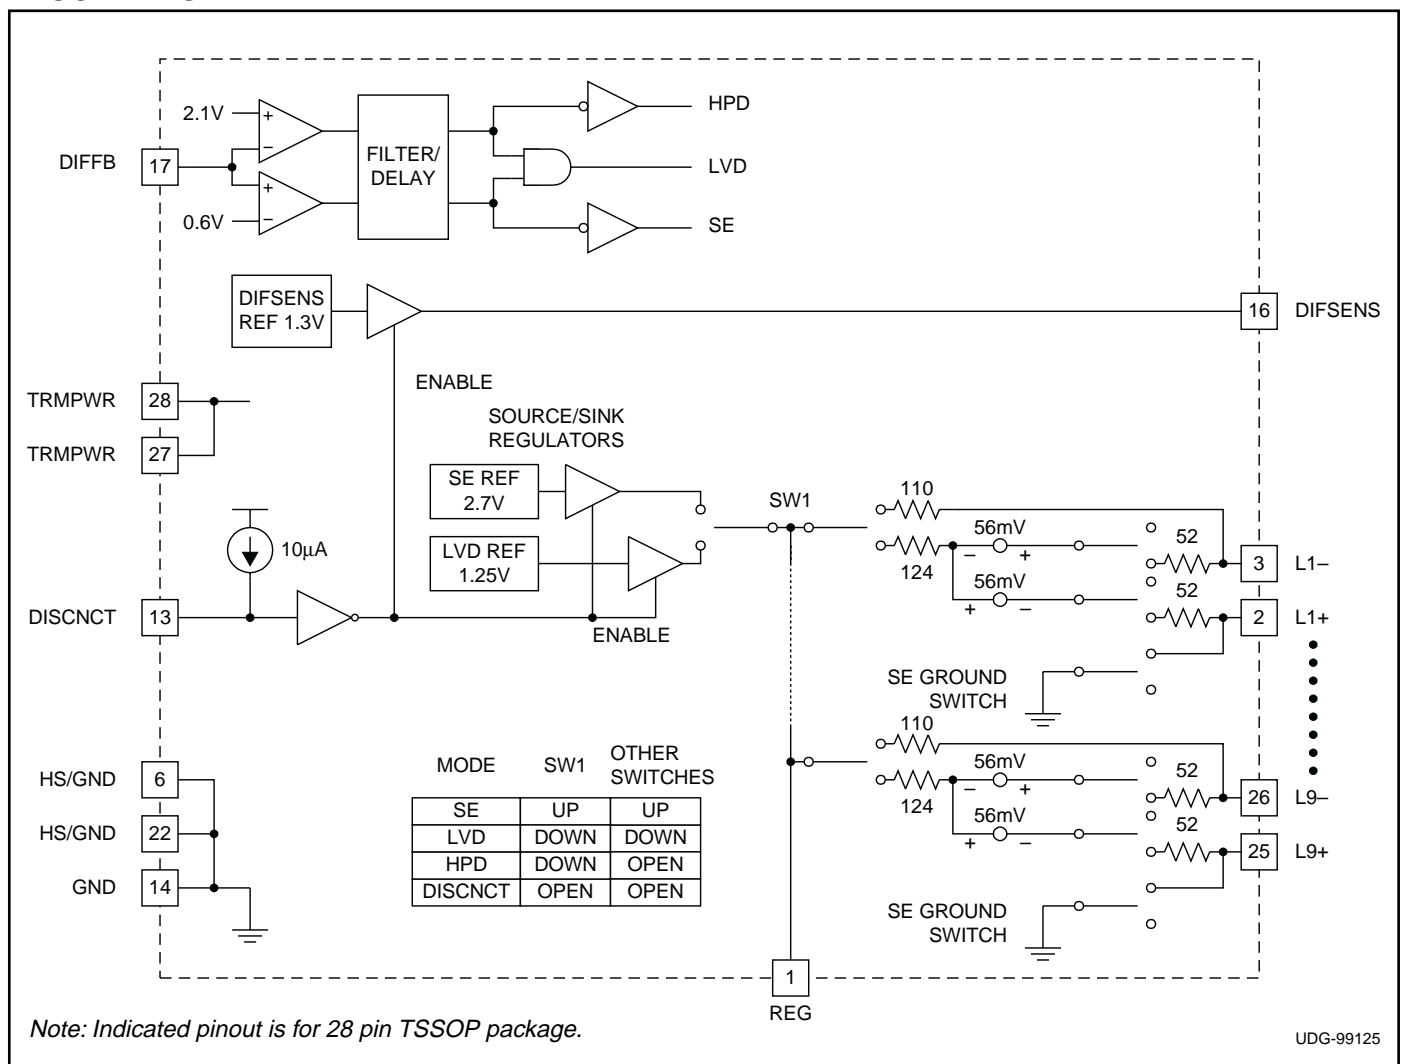 2.1V
+
−
HPD
DIFFB
17
FILTER/
DELAY
LVD
+
−
0.6V
SE
DIFSENS
REF 1.3V
16
DIFSENS
ENABLE
TRMPWR
28
TRMPWR
27
SOURCE/SINK
REGULATORS
SE REF
2.7V
LVD REF
1.25V
SW1
10µA
DISCNCT
13
ENABLE
110
124
56mV
− +
56mV
+ −
52
52
3
L1–
2
L1+
SE GROUND
SWITCH
110
124
56mV
− +
56mV
+ −
52
52
26
L9–
25
L9+
SE GROUND
SWITCH
HS/GND
6
HS/GND
22
GND
14
MODE SW1 OTHER
SWITCHES
SE UP UP
LVD DOWN DOWN
HPD DOWN OPEN
DISCNCT OPEN OPEN
1
REG
Note: Indicated pinout is for 28 pin TSSOP package.
UDG-99125